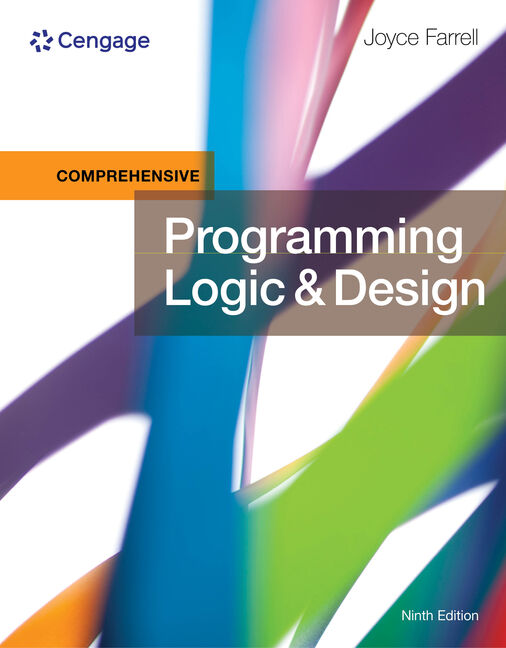 Cengage
Joyce Farrell
COMPREHENSIVE
Programming
Logic & Design
Ninth Edition